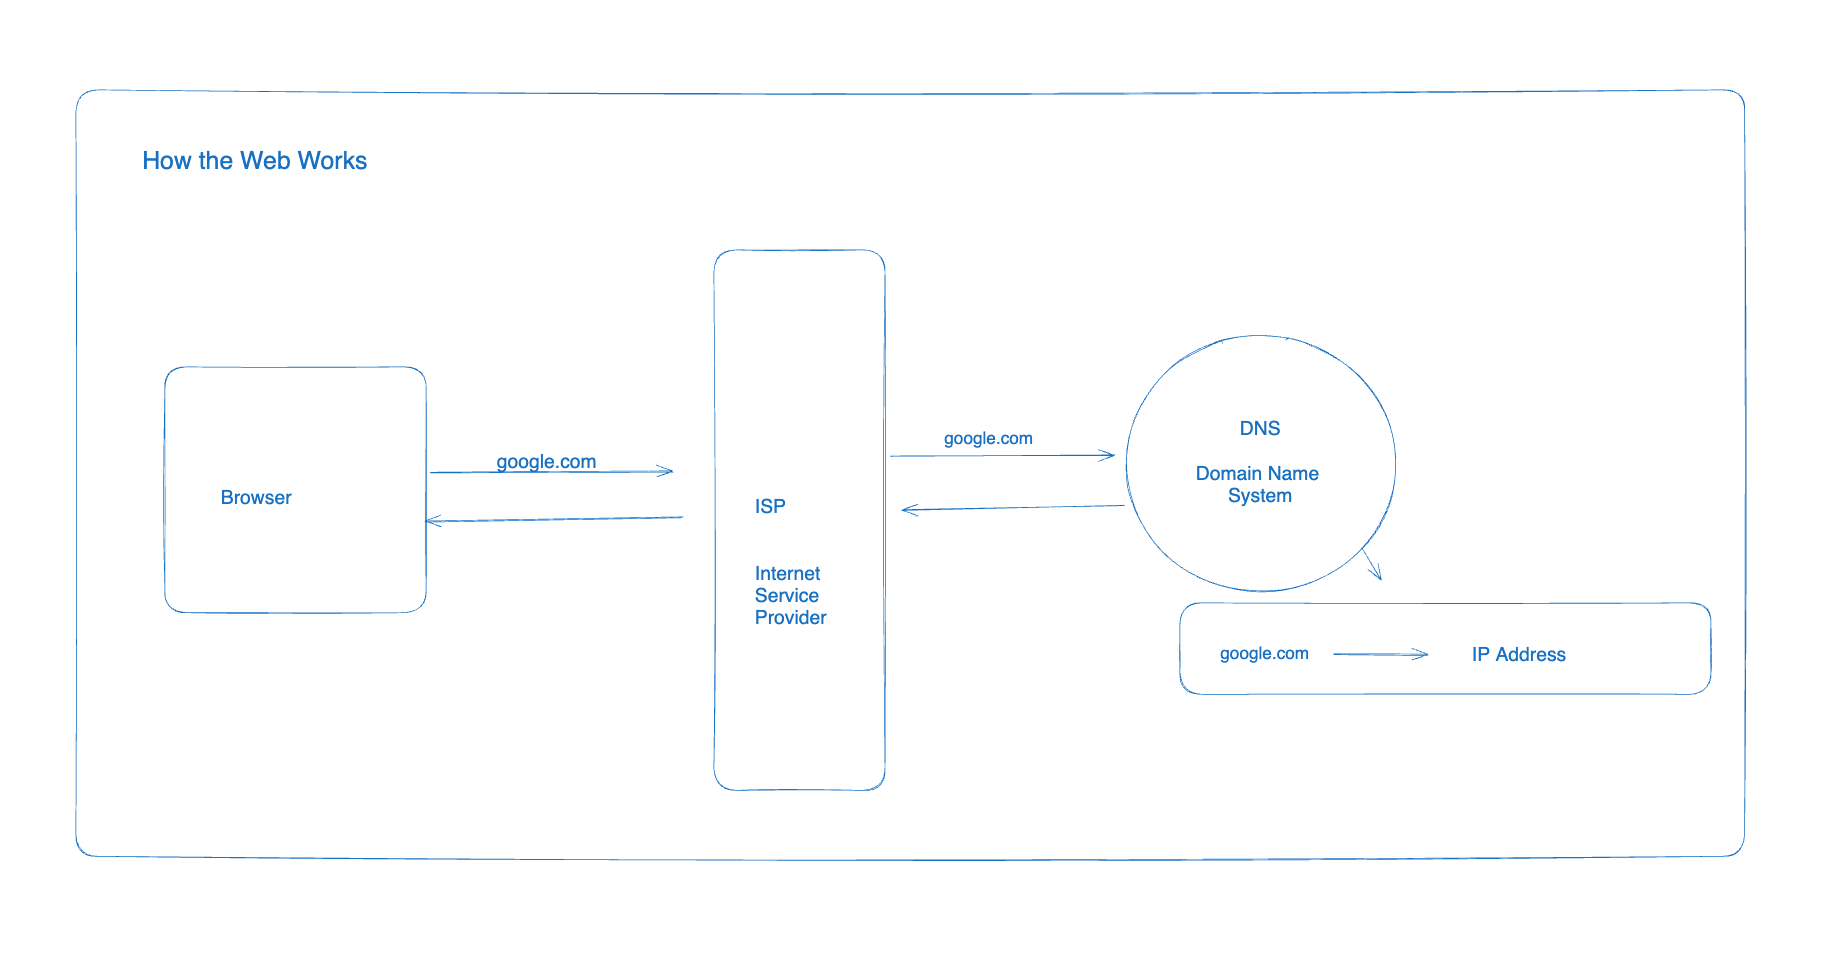 How the Web Works
Browser
google.com
ISP
Internet
Service
Provider
google.com
DNS
Domain Name
System
google.com
IP Address